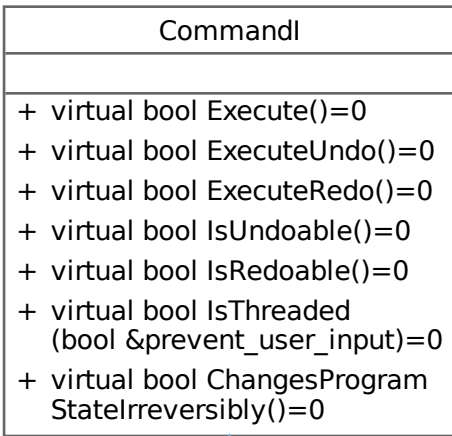 CommandI
+ virtual bool Execute()=0
+ virtual bool ExecuteUndo()=0
+ virtual bool ExecuteRedo()=0
+ virtual bool IsUndoable()=0
+ virtual bool IsRedoable()=0
+ virtual bool IsThreaded
(bool &prevent_user_input)=0
+ virtual bool ChangesProgram
StateIrreversibly()=0